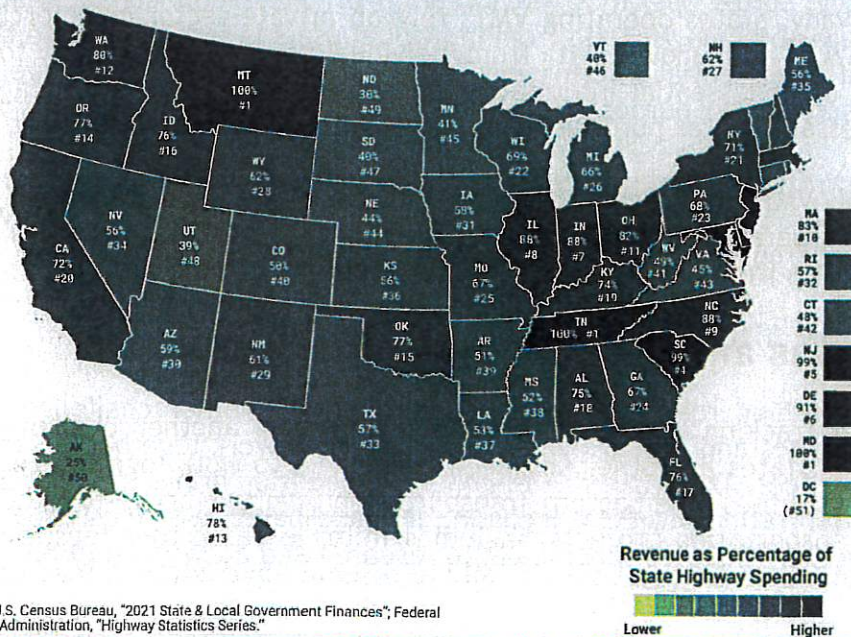 WA
80%
#12
MT
100%
#1
ND
36%
#49
VT
40%
#46
NH
62%
#27
ME
56%
#35
OR
77%
#14
ID
76%
#16
MN
41%
#45
WI
69%
#22
MI
66%
#26
NY
71%
#21
SD
40%
#47
WY
62%
#28
IA
58%
#31
NE
44%
#44
PA
68%
#23
NV
56%
#34
UT
39%
#48
CO
50%
#40
IL
88%
#8
IN
88%
#7
OH
82%
#11
WV
49%
#41
VA
45%
#43
MA
83%
#10
RI
57%
#32
CT
48%
#42
NJ
99%
#5
DE
91%
#6
MD
100%
#1
DC
17%
(#51)
CA
72%
#20
KS
56%
#36
MO
67%
#25
KY
74%
#19
NC
88%
#9
TN
100% #1
SC
99%
#4
AZ
59%
#30
NM
61%
#29
OK
77%
#15
AR
51%
#39
MS
52%
#38
AL
75%
#18
GA
67%
#24
TX
57%
#33
LA
53%
#37
FL
76%
#17
AK
25%
#50
HI
78%
#13
Revenue as Percentage of
State Highway Spending
Lower Higher
.S. Census Bureau, "2021 State & Local Government Finances"; Federal
Administration, "Highway Statistics Series."